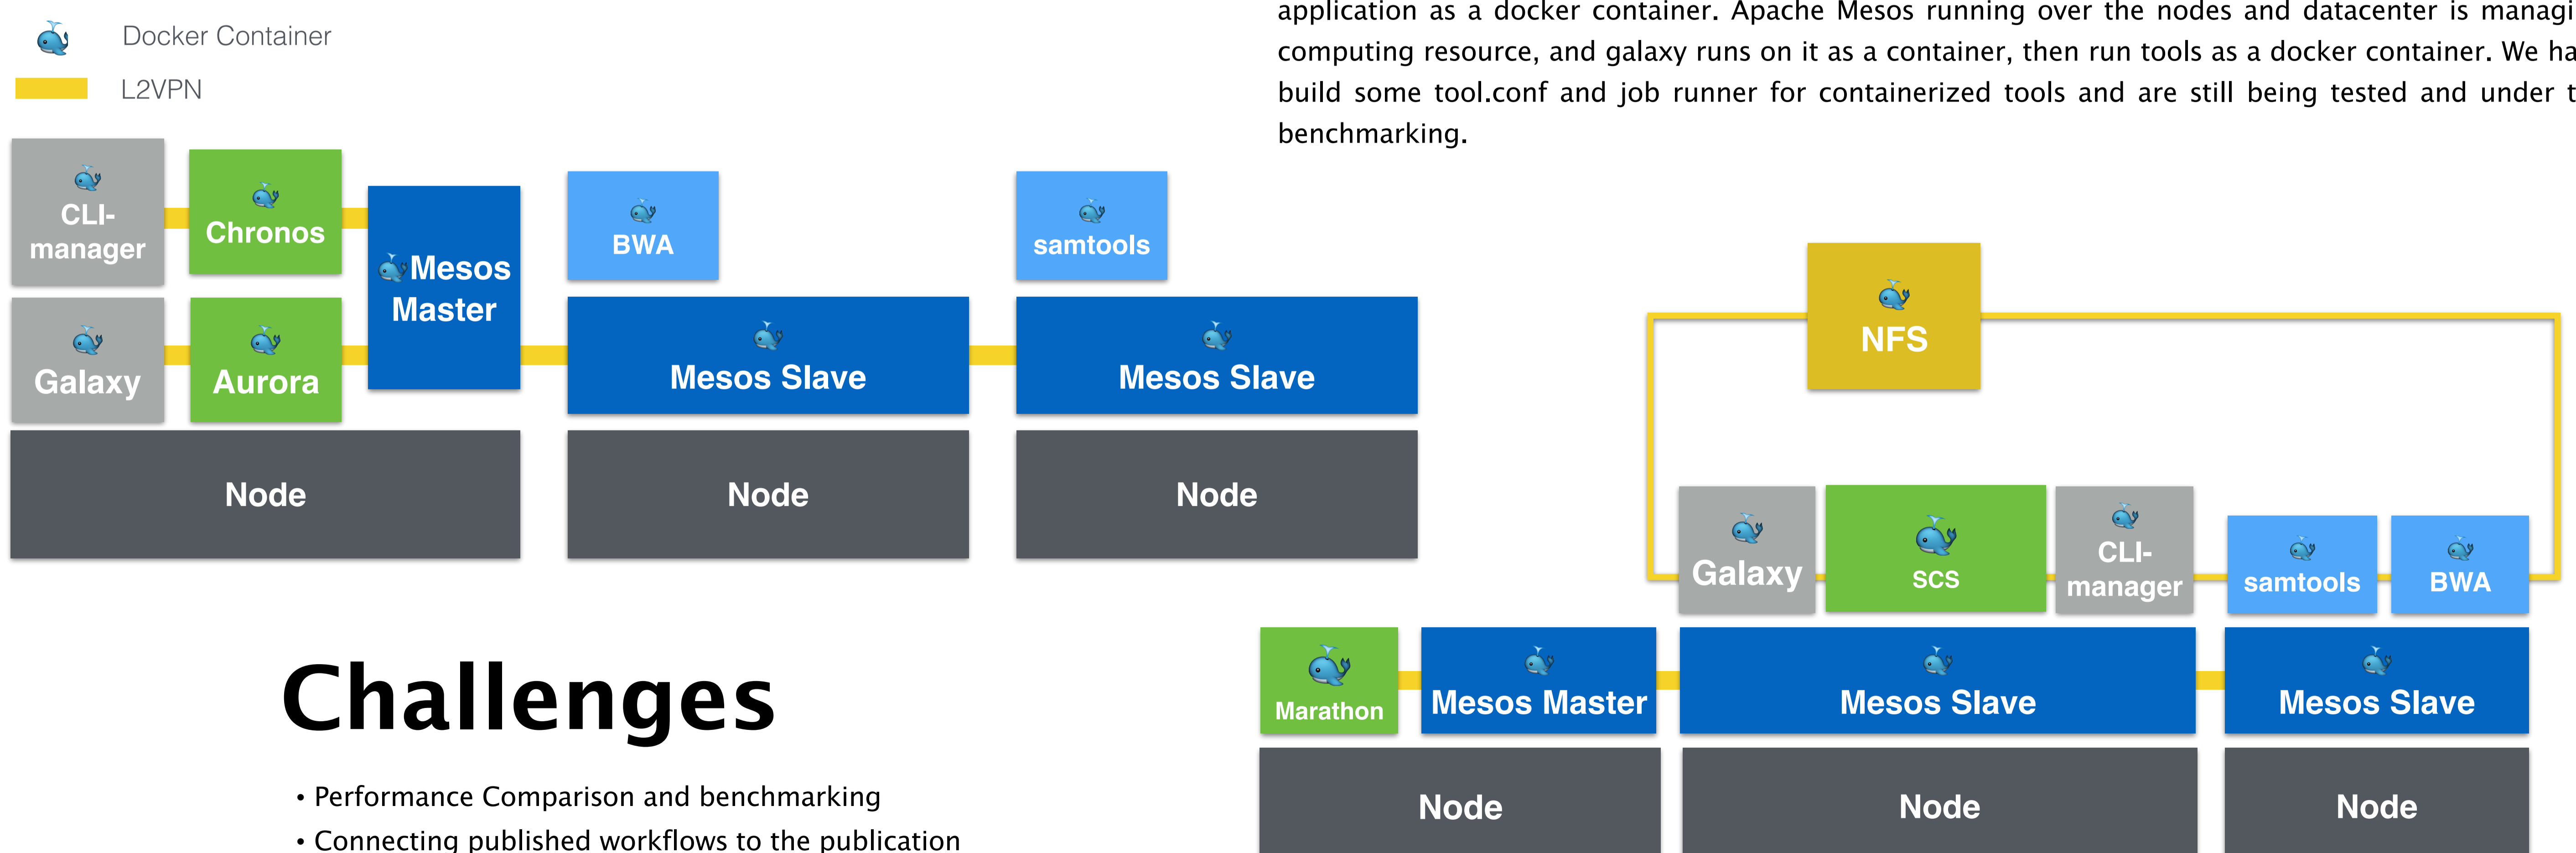 Docker Container
L2VPN
application as a docker container. Apache Mesos running over the nodes and datacenter is
computing resource, and galaxy runs on it as a container, then run tools as a docker container. We
build some tool.conf and job runner for containerized tools and are still being tested and under
benchmarking.
CLI-
manager
Chronos
Mesos
Master
BWA
samtools
Galaxy
Aurora
Mesos Slave
Mesos Slave
Node
Node
Node
NFS
Galaxy
SCS
CLI-
manager
samtools
BWA
Marathon
Mesos Master
Mesos Slave
Mesos Slave
Node
Node
Node
Challenges
• Performance Comparison and benchmarking
• Connecting published workflows to the publication